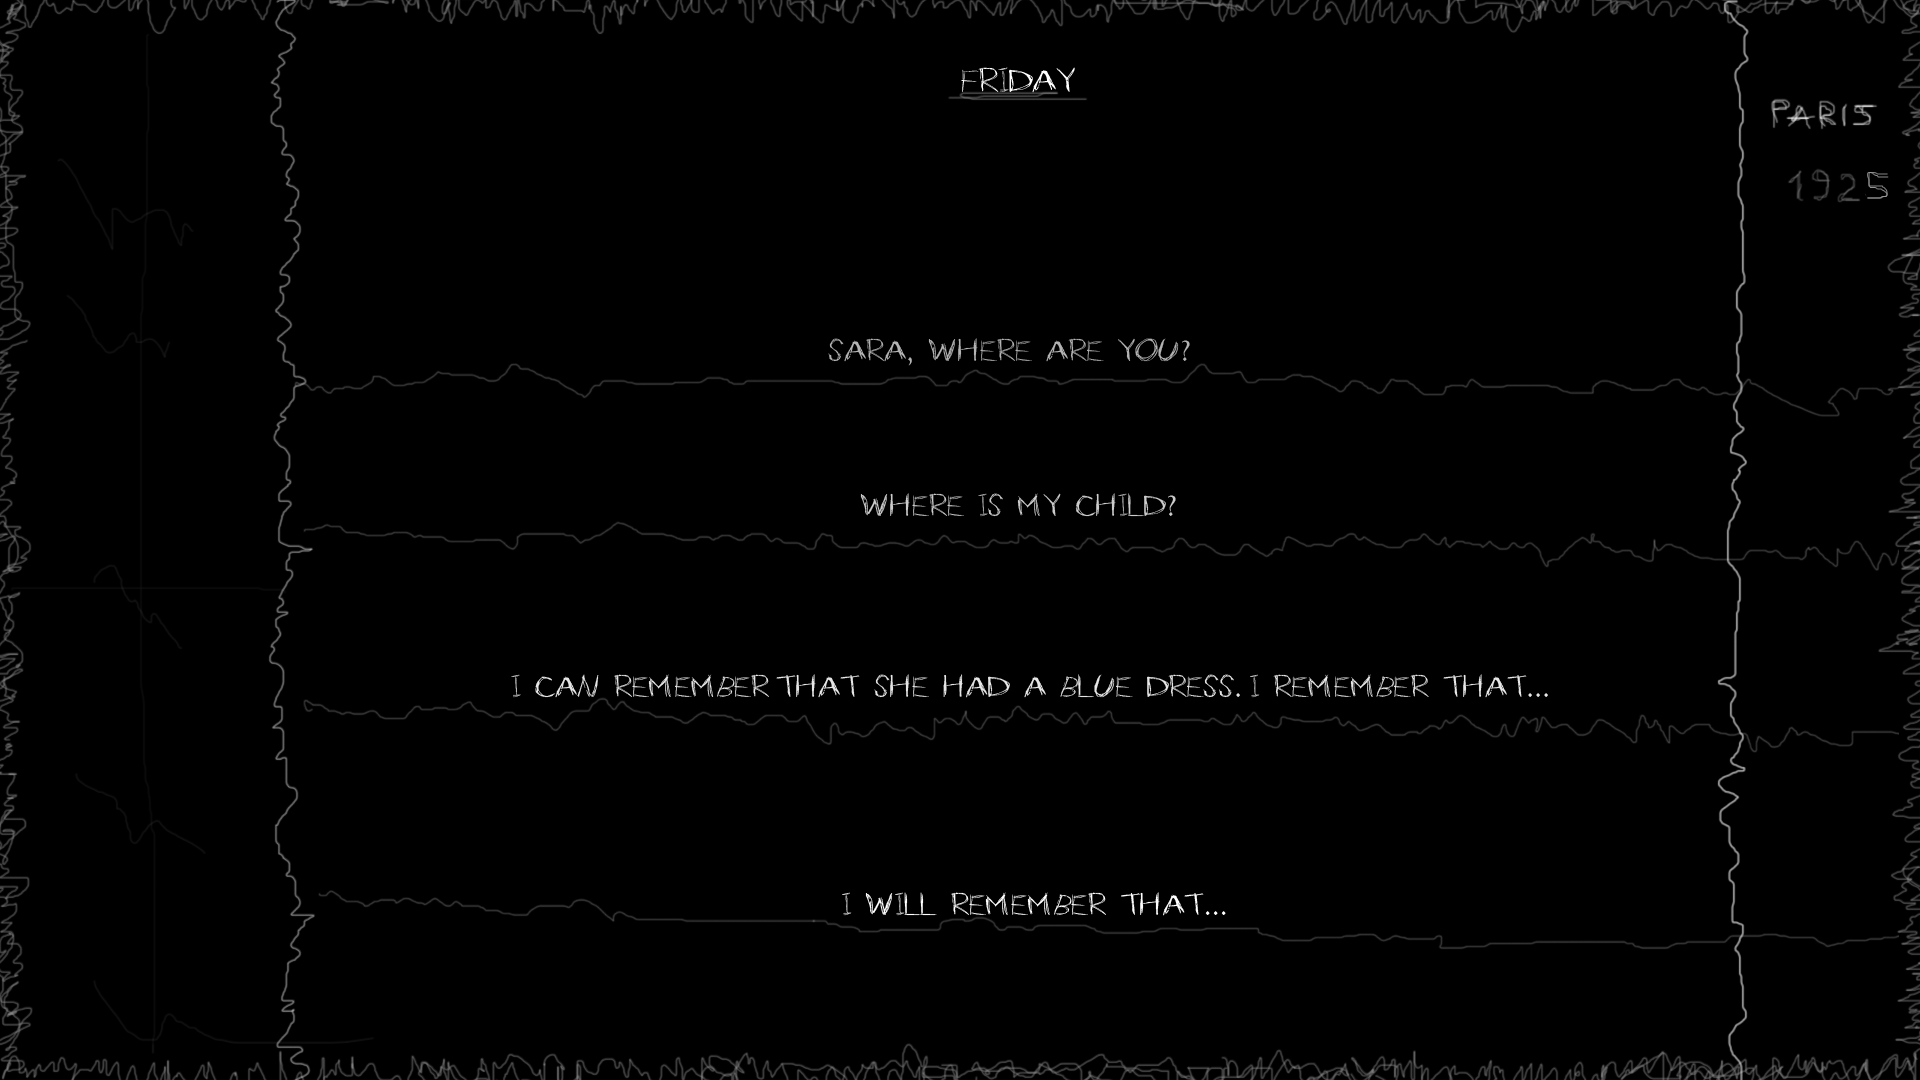 FRIDAY
PARIS
1925
SARA, WHERE ARE YOU?
WHERE IS MY CHILD?
I CAN REMEMBER THAT SHE HAD A BLUE DRESS. I REMEMBER THAT...
I WILL REMEMBER THAT...